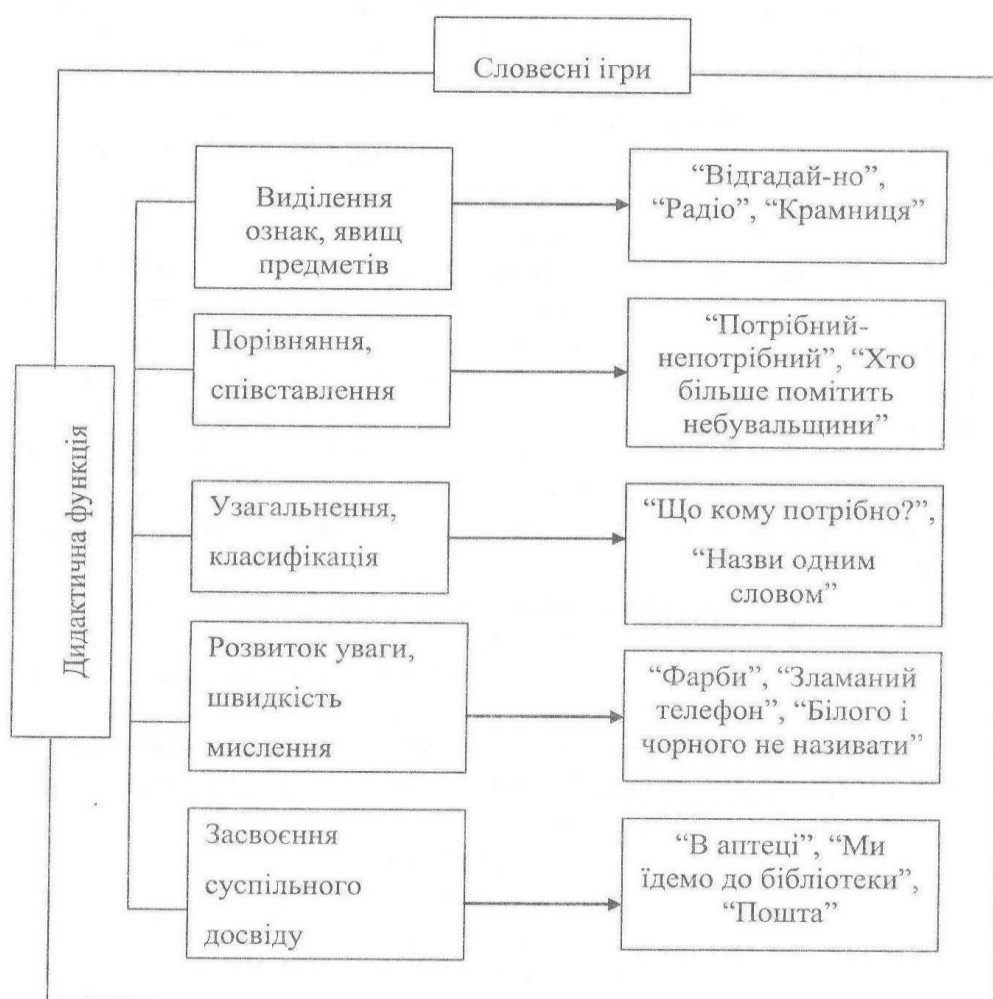 Словесні ігри
Виділення
ознак, явищ
предметів
“Відгадай-но”,
“Радіо”, “Крамниця”
Порівняння,
співставлення
“Потрібний-
непотрібний”, “Хто
більше помітить
небувальщини”
Дидактична функція
Узагальнення,
класифікація
“Що кому потрібно?”,
“Назви одним
словом”
Розвиток уваги,
швидкість
мислення
“Фарби”, “Зламаний
телефон”, “Білого і
чорного не називати”
Засвоєння
суспільного
досвіду
“В аптеці”, “Ми
їдемо до бібліотеки”,
“Пошта”